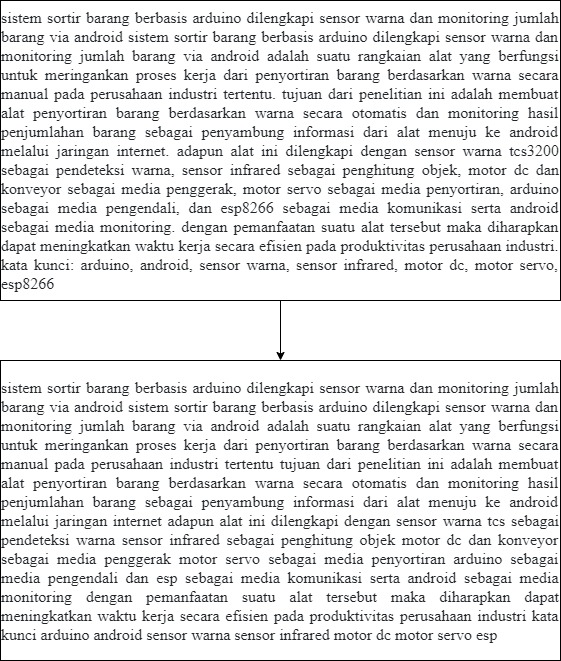 sistem sortir barang berbasis arduino dilengkapi sensor warna dan monitoring jumlah
barang via android sistem sortir barang berbasis arduino dilengkapi sensor warna dan
monitoring jumlah barang via android adalah suatu rangkaian alat yang berfungsi
untuk meringankan proses kerja dari penyortiran barang berdasarkan warna secara
manual pada perusahaan industri tertentu. tujuan dari penelitian ini adalah membuat
alat penyortiran barang berdasarkan warna secara otomatis dan monitoring hasil
penjumlahan barang sebagai penyambung informasi dari alat menuju ke android
melalui jaringan internet. adapun alat ini dilengkapi dengan sensor warna tcs3200
sebagai pendeteksi warna, sensor infrared sebagai penghitung objek, motor dc dan
konveyor sebagai media penggerak, motor servo sebagai media penyortiran, arduino
sebagai media pengendali, dan esp8266 sebagai media komunikasi serta android
sebagai media monitoring. dengan pemanfaatan suatu alat tersebut maka diharapkan
dapat meningkatkan waktu kerja secara efisien pada produktivitas perusahaan industri.
kata kunci: arduino, android, sensor warna, sensor infrared, motor dc, motor servo,
esp8266
sistem sortir barang berbasis arduino dilengkapi sensor warna dan monitoring jumlah
barang via android sistem sortir barang berbasis arduino dilengkapi sensor warna dan
monitoring jumlah barang via android adalah suatu rangkaian alat yang berfungsi
untuk meringankan proses kerja dari penyortiran barang berdasarkan warna secara
manual pada perusahaan industri tertentu tujuan dari penelitian ini adalah membuat
alat penyortiran barang berdasarkan warna secara otomatis dan monitoring hasil
penjumlahan barang sebagai penyambung informasi dari alat menuju ke android
melalui jaringan internet adapun alat ini dilengkapi dengan sensor warna tcs sebagai
pendeteksi warna sensor infrared sebagai penghitung objek motor dc dan konveyor
sebagai media penggerak motor servo sebagai media penyortiran arduino sebagai
media pengendali dan esp sebagai media komunikasi serta android sebagai media
monitoring dengan pemanfaatan suatu alat tersebut maka diharapkan dapat
meningkatkan waktu kerja secara efisien pada produktivitas perusahaan industri kata
kunci arduino android sensor warna sensor infrared motor dc motor servo esp